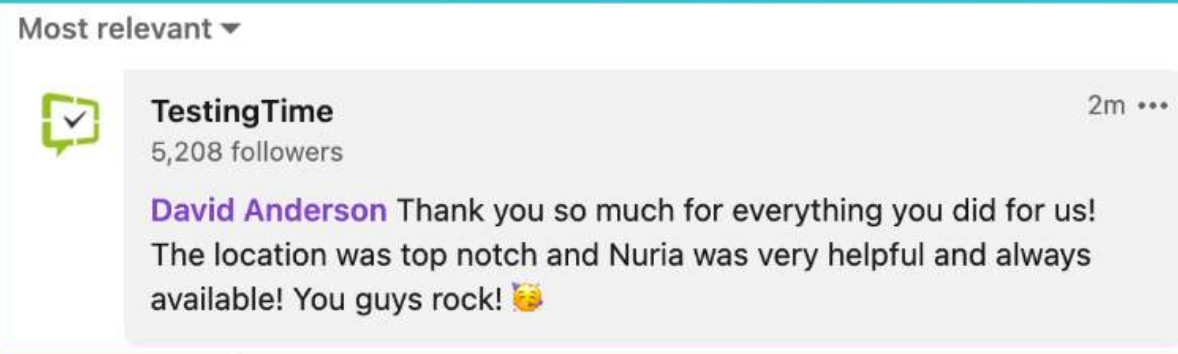 Most relevant
TestingTime
2m
5,208 followers
David Anderson Thank you so much for everything you did for us!
The location was top notch and Nuria was very helpful and always
available! You guys rock! 🥳